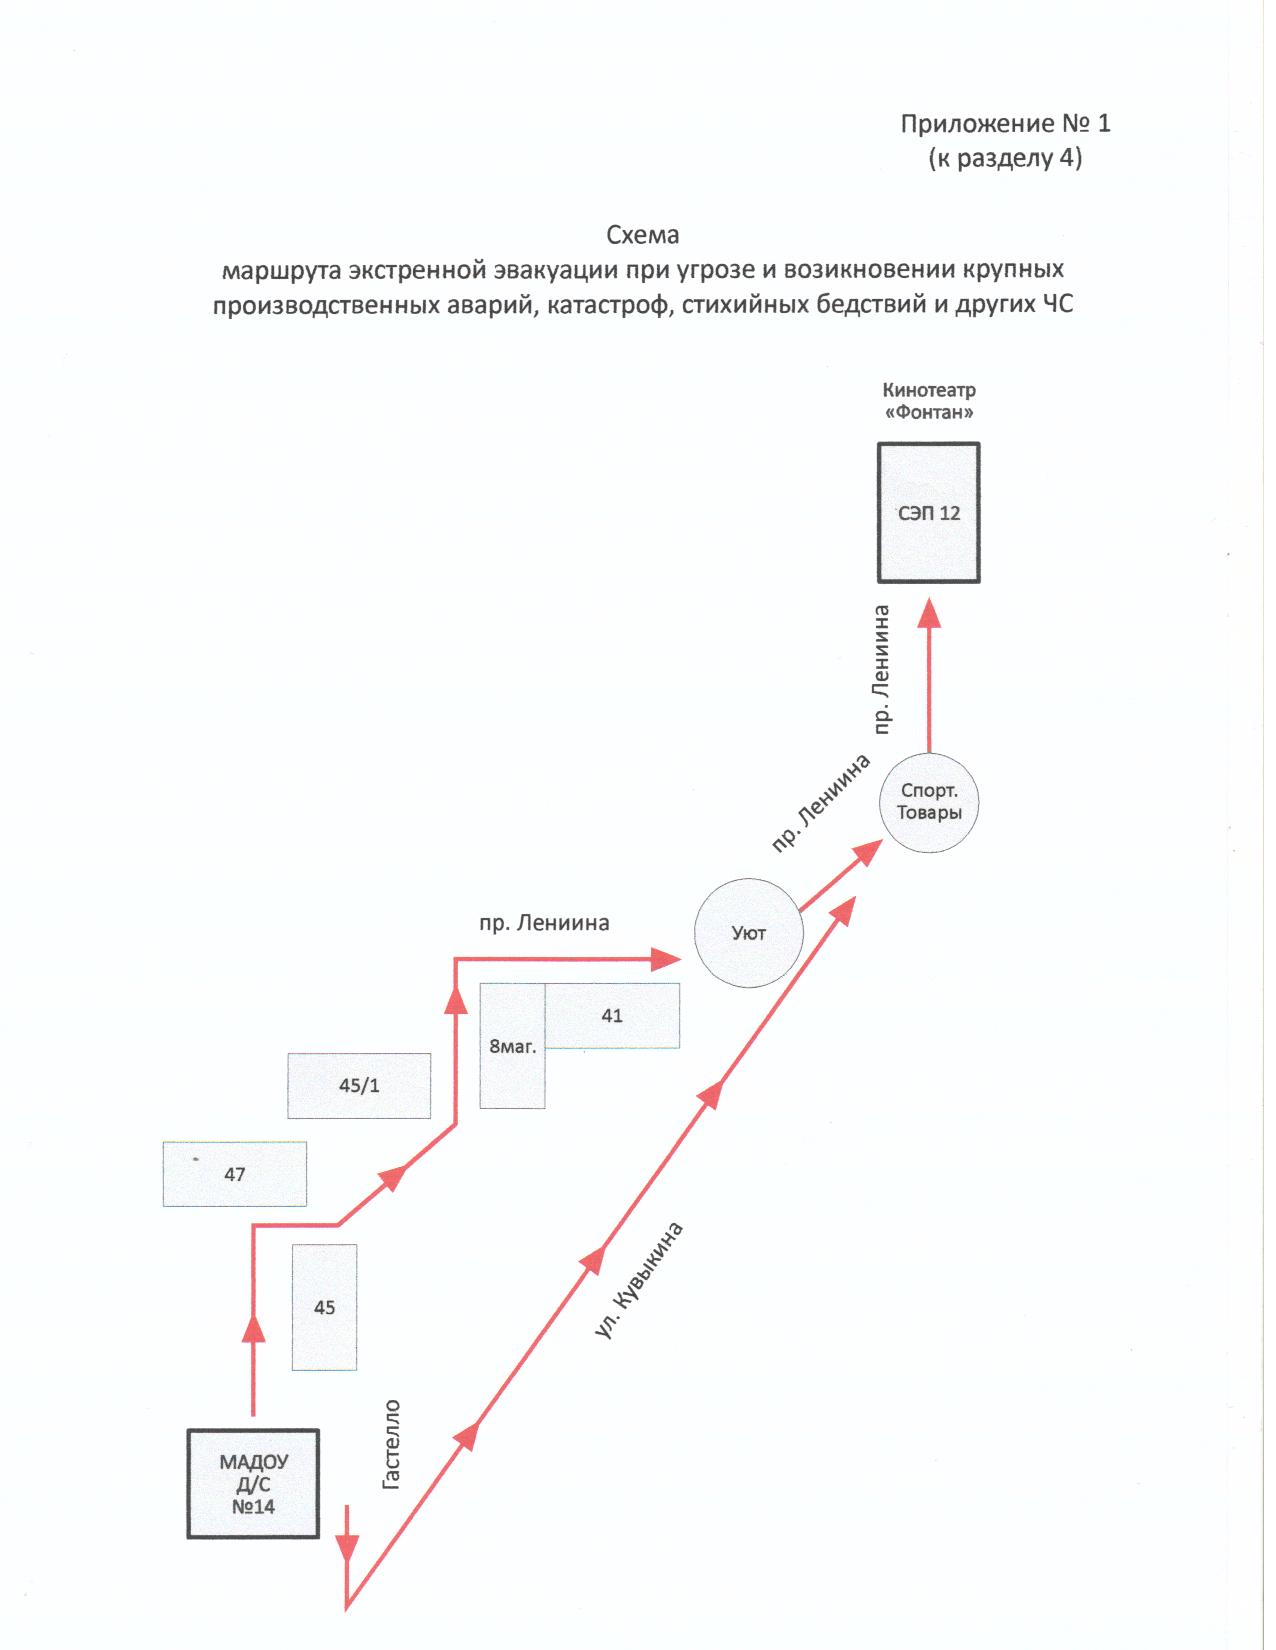 Приложение № 1
(к разделу 4)
Схема
маршрута экстренной эвакуации при угрозе и возикновении крупных
производственных аварий, катастроф, стихийных бедствий и других ЧС
Кинотеатр
«Фонтан»
СЭП 12
пр. Лениина
пр. Лениина
Спорт.
Товары
пр. Лениина
Уют
41
8маг.
45/1
47
45
ул. Кувыкина
Гастелло
МАДОУ
Д/С
№14